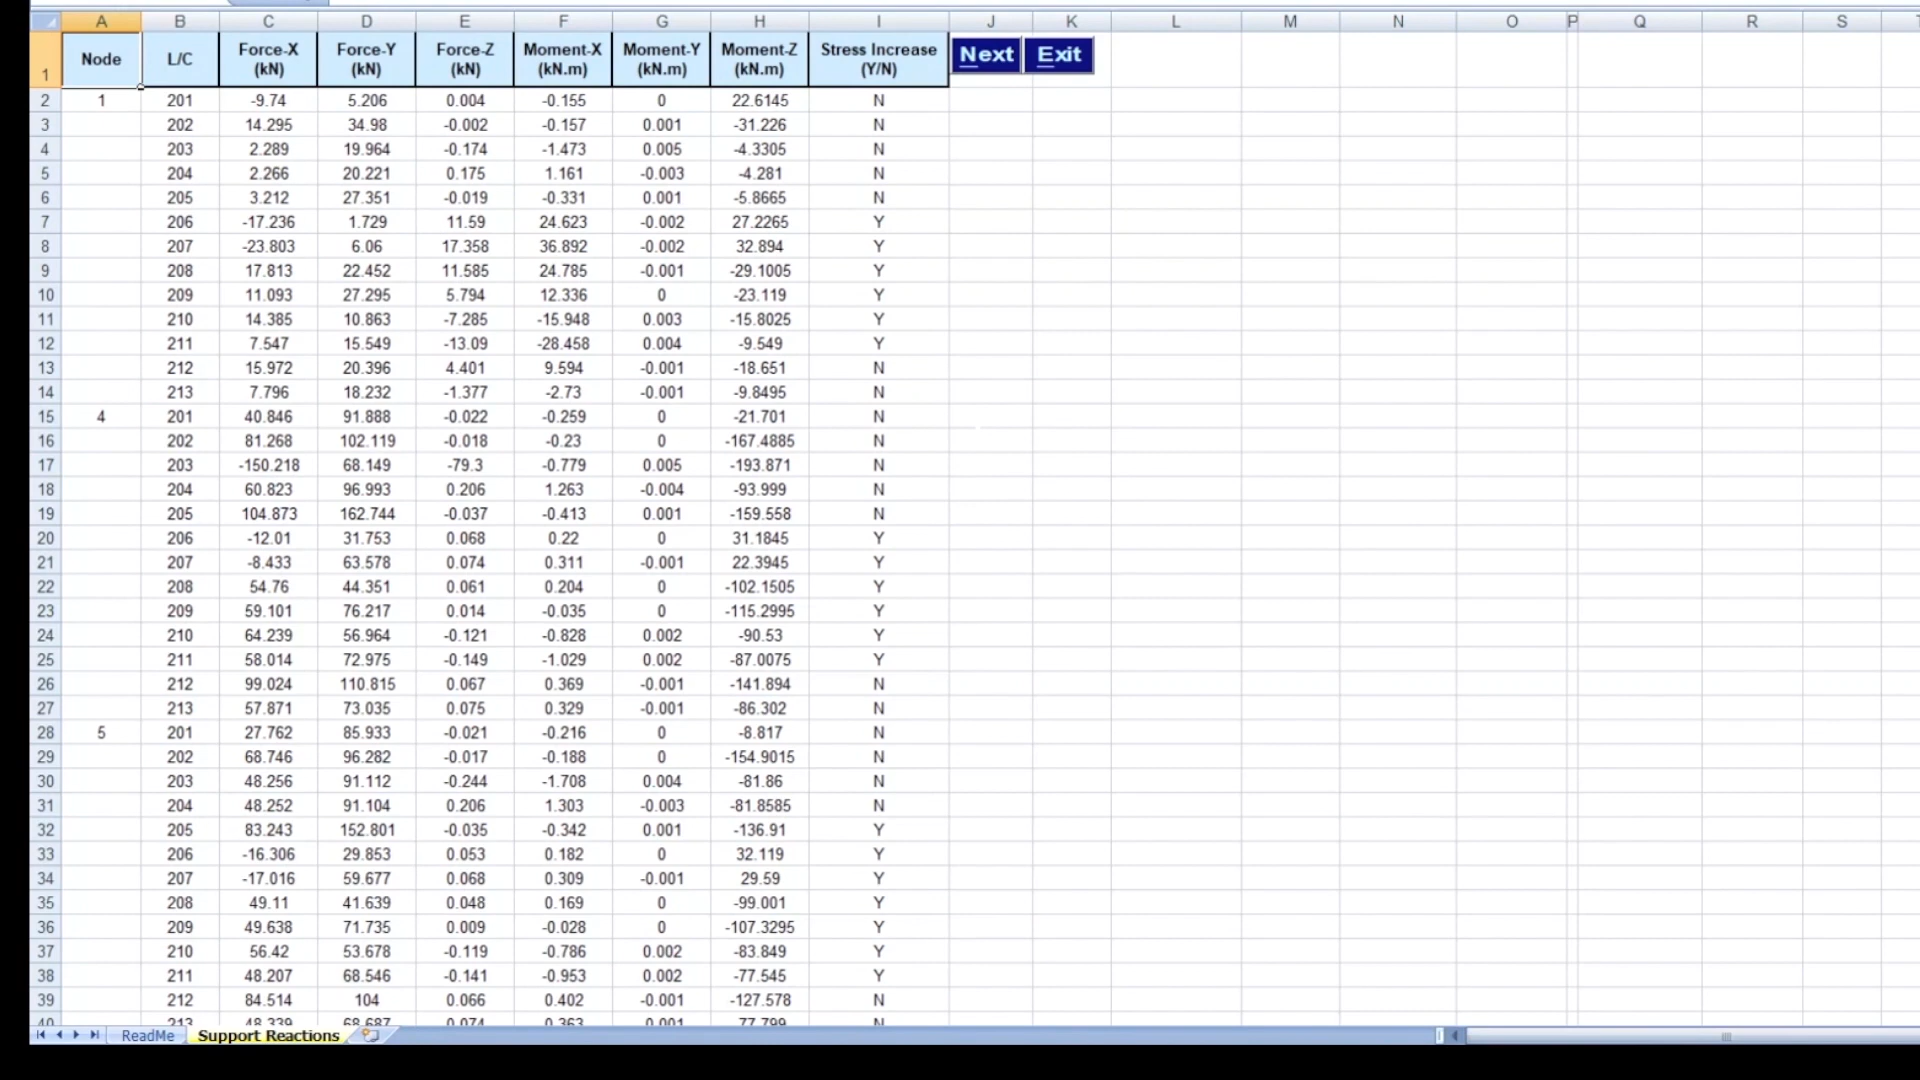 A B C D E F G H I J K L M N O P Q R S
1 Node L/C Force-X (kN) Force-Y (kN) Force-Z (kN) Moment-X (kN.m) Moment-Y (kN.m) Moment-Z (kN.m) Stress Increase (Y/N) Next Exit
2 1 201 -9.74 5.206 0.004 -0.155 0 22.6145 N
3 202 14.295 34.98 -0.002 -0.157 0.001 -31.226 N
4 203 2.289 19.964 -0.174 -1.473 0.005 -4.3305 N
5 204 2.266 20.221 0.175 1.161 -0.003 -4.281 N
6 205 3.212 27.351 -0.019 -0.331 0.001 -5.8665 N
7 206 -17.236 1.729 11.59 24.623 -0.002 27.2265 Y
8 207 -23.803 6.06 17.358 36.892 -0.002 32.894 Y
9 208 17.813 22.452 11.585 24.785 -0.001 -29.1005 Y
10 209 11.093 27.295 5.794 12.336 0 -23.119 Y
11 210 14.385 10.863 -7.285 -15.948 0.003 -15.8025 Y
12 211 7.547 15.549 -13.09 -28.458 0.004 -9.549 Y
13 212 15.972 20.396 4.401 9.594 -0.001 -18.651 N
14 213 7.796 18.232 -1.377 -2.73 -0.001 -9.8495 N
15 4 201 40.846 91.888 -0.022 -0.259 0 -21.701 N
16 202 81.268 102.119 -0.018 -0.23 0 -167.4885 N
17 203 -150.218 68.149 -79.3 -0.779 0.005 -193.871 N
18 204 60.823 96.993 0.206 1.263 -0.004 -93.999 N
19 205 104.873 162.744 -0.037 -0.413 0.001 -159.558 N
20 206 -12.01 31.753 0.068 0.22 0 31.1845 Y
21 207 -8.433 63.578 0.074 0.311 -0.001 22.3945 Y
22 208 54.76 44.351 0.061 0.204 0 -102.1505 Y
23 209 59.101 76.217 0.014 -0.035 0 -115.2995 Y
24 210 64.239 56.964 -0.121 -0.828 0.002 -90.53 Y
25 211 58.014 72.975 -0.149 -1.029 0.002 -87.0075 Y
26 212 99.024 110.815 0.067 0.369 -0.001 -141.894 N
27 213 57.871 73.035 0.075 0.329 -0.001 -86.302 N
28 5 201 27.762 85.933 -0.021 -0.216 0 -8.817 N
29 202 68.746 96.282 -0.017 -0.188 0 -154.9015 N
30 203 48.256 91.112 -0.244 -1.708 0.004 -81.86 N
31 204 48.252 91.104 0.206 1.303 -0.003 -81.8585 N
32 205 83.243 152.801 -0.035 -0.342 0.001 -136.91 Y
33 206 -16.306 29.853 0.053 0.182 0 32.119 Y
34 207 -17.016 59.677 0.068 0.309 -0.001 29.59 Y
35 208 49.11 41.639 0.048 0.169 0 -99.001 Y
36 209 49.638 71.735 0.009 -0.028 0 -107.3295 Y
37 210 56.42 53.678 -0.119 -0.786 0.002 -83.849 Y
38 211 48.207 68.546 -0.141 -0.953 0.002 -77.545 Y
39 212 84.514 104 0.066 0.402 -0.001 -127.578 N
40 213 48.339 68.687 0.074 0.363 N
ReadMe Support Reactions